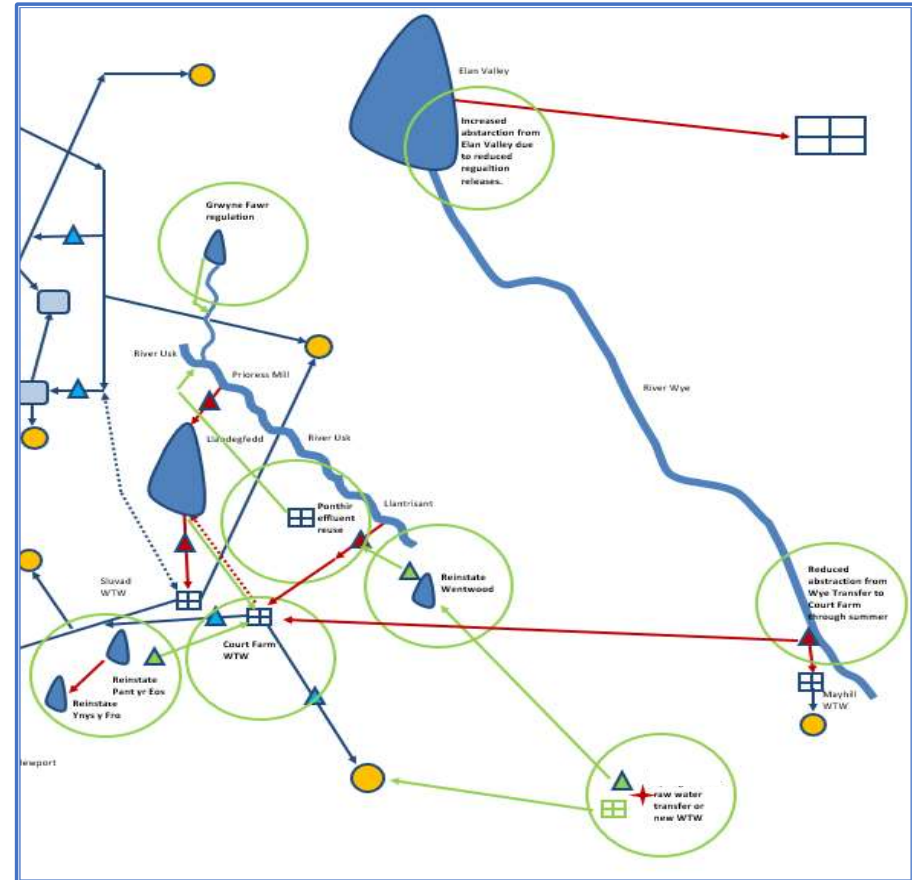 Elan Valley
Increased
abstarction from
Elan Valley due
to reduced
regualtion
releases.
Grwyne Fawr
regulation
River Usk
Prioress Mill
River Wye
Llandegfedd
River Usk
Llantrisant
Ponthir
effluent
reuse
Sluvad
WTW
Reinstate
Wentwood
Reduced
abstraction from
Wye Transfer to
Court Farm
through summer
Court Farm
WTW
Reinstate
Pant yr Eos
Reinstate
Ynys y Fro
Mayhill
WTW
ewport
raw water
transfer or
new WTW